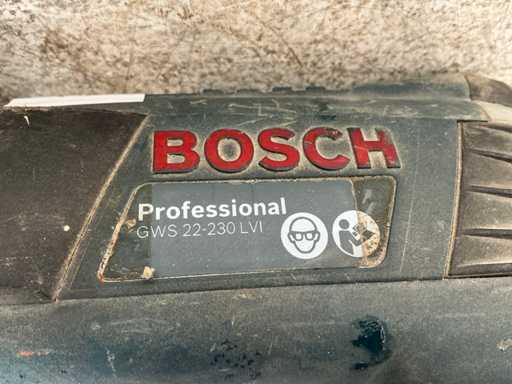 BOSCH
Professional
GWS 22-230 LVI